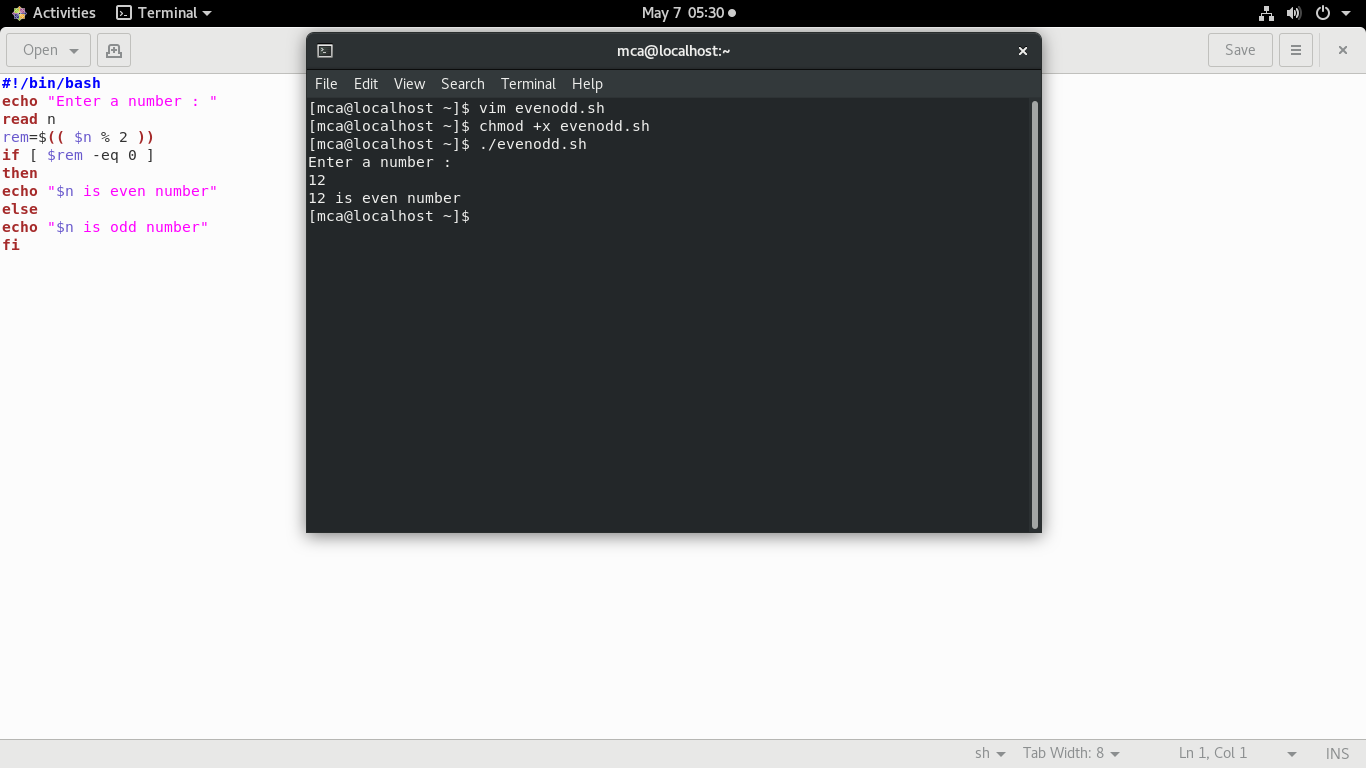 Activities Terminal May 7 05:30
Open Save
mca@localhost:~
File Edit View Search Terminal Help
#!/bin/bash
echo "Enter a number : "
read n
rem=$(( $n % 2 ))
if [ $rem -eq 0 ]
then
echo "$n is even number"
else
echo "$n is odd number"
fi
[mca@localhost ~]$ vim evenodd.sh
[mca@localhost ~]$ chmod +x evenodd.sh
[mca@localhost ~]$ ./evenodd.sh
Enter a number :
12
12 is even number
[mca@localhost ~]$
sh Tab Width: 8 Ln 1, Col 1 INS